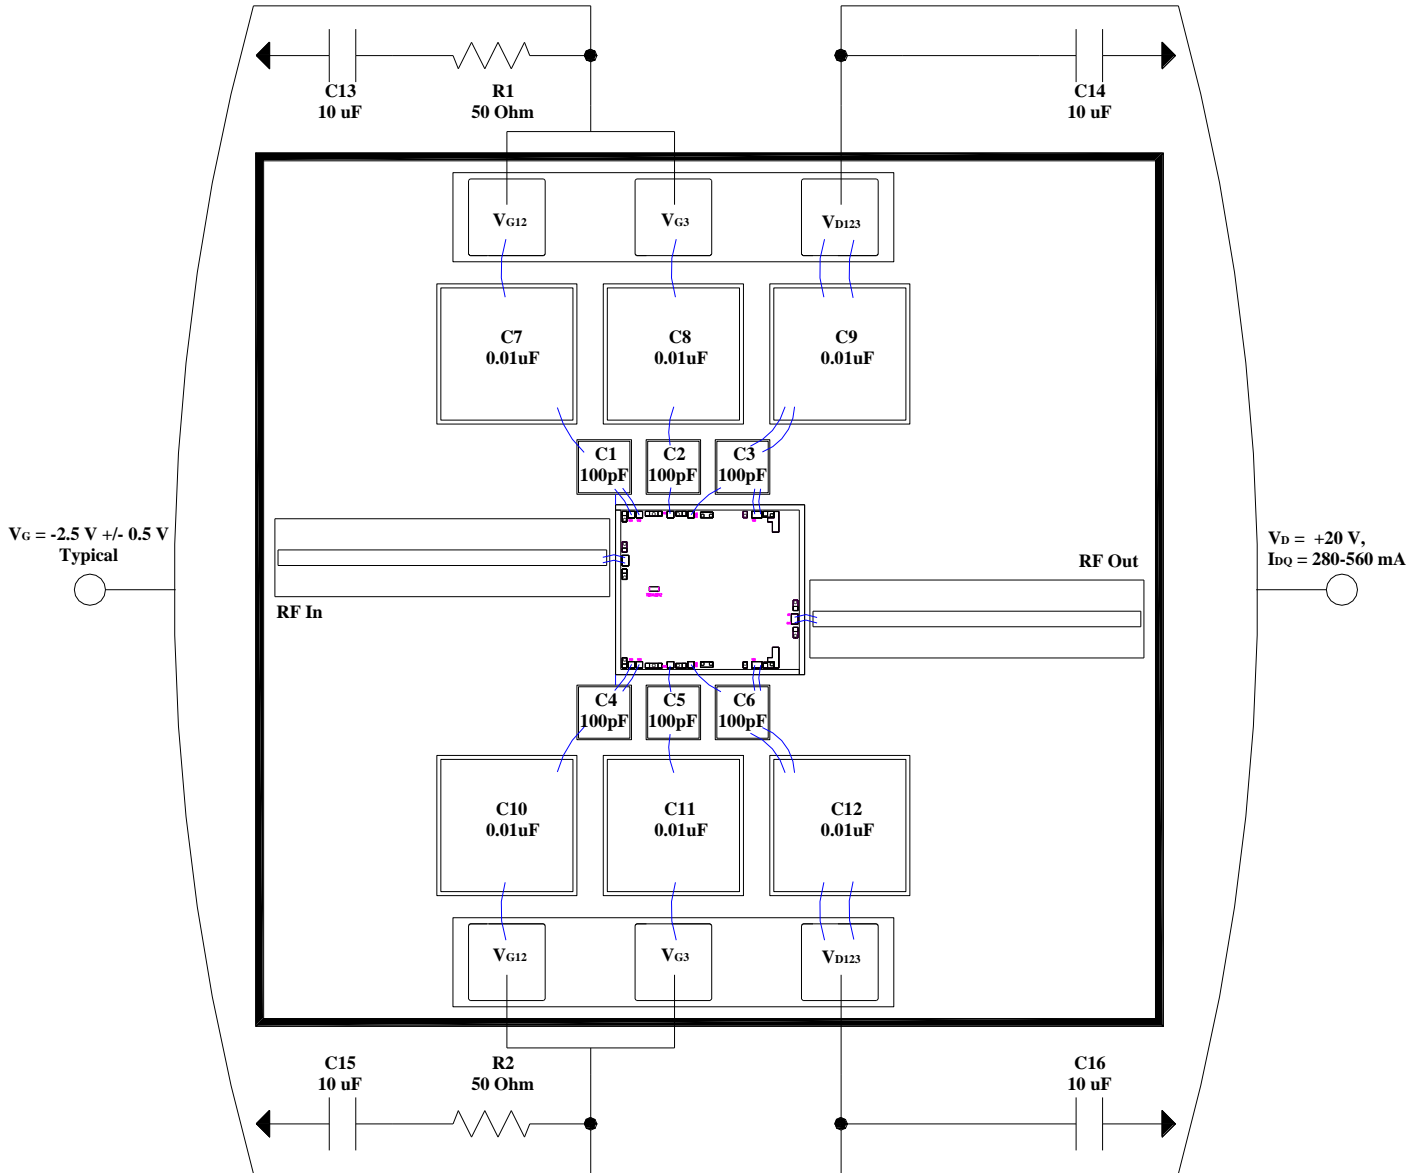 C13
10 uF
R1
50 Ohm
C14
10 uF
VG12
VG3
VD123
C7
0.01uF
C8
0.01uF
C9
0.01uF
C1
100pF
C2
100pF
C3
100pF
VG = -2.5 V +/- 0.5 V
Typical
RF In
VD = +20 V,
IDQ = 280-560 mA
RF Out
C4
100pF
C5
100pF
C6
100pF
C10
0.01uF
C11
0.01uF
C12
0.01uF
VG12
VG3
VD123
C15
10 uF
R2
50 Ohm
C16
10 uF